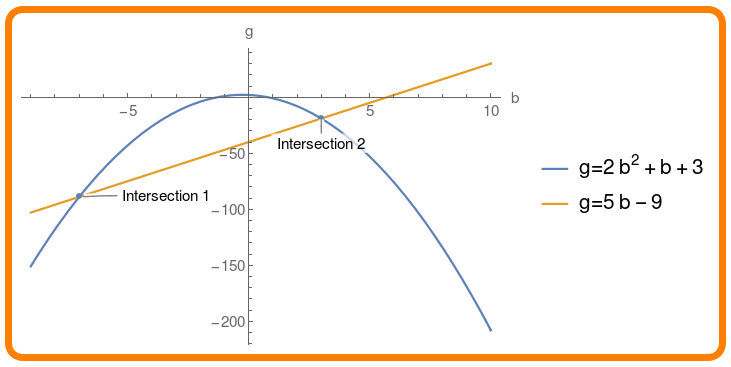 g
b
−5
5
10
−50
−100
−150
−200
Intersection 1
Intersection 2
g=2 b² + b + 3
g=5 b − 9